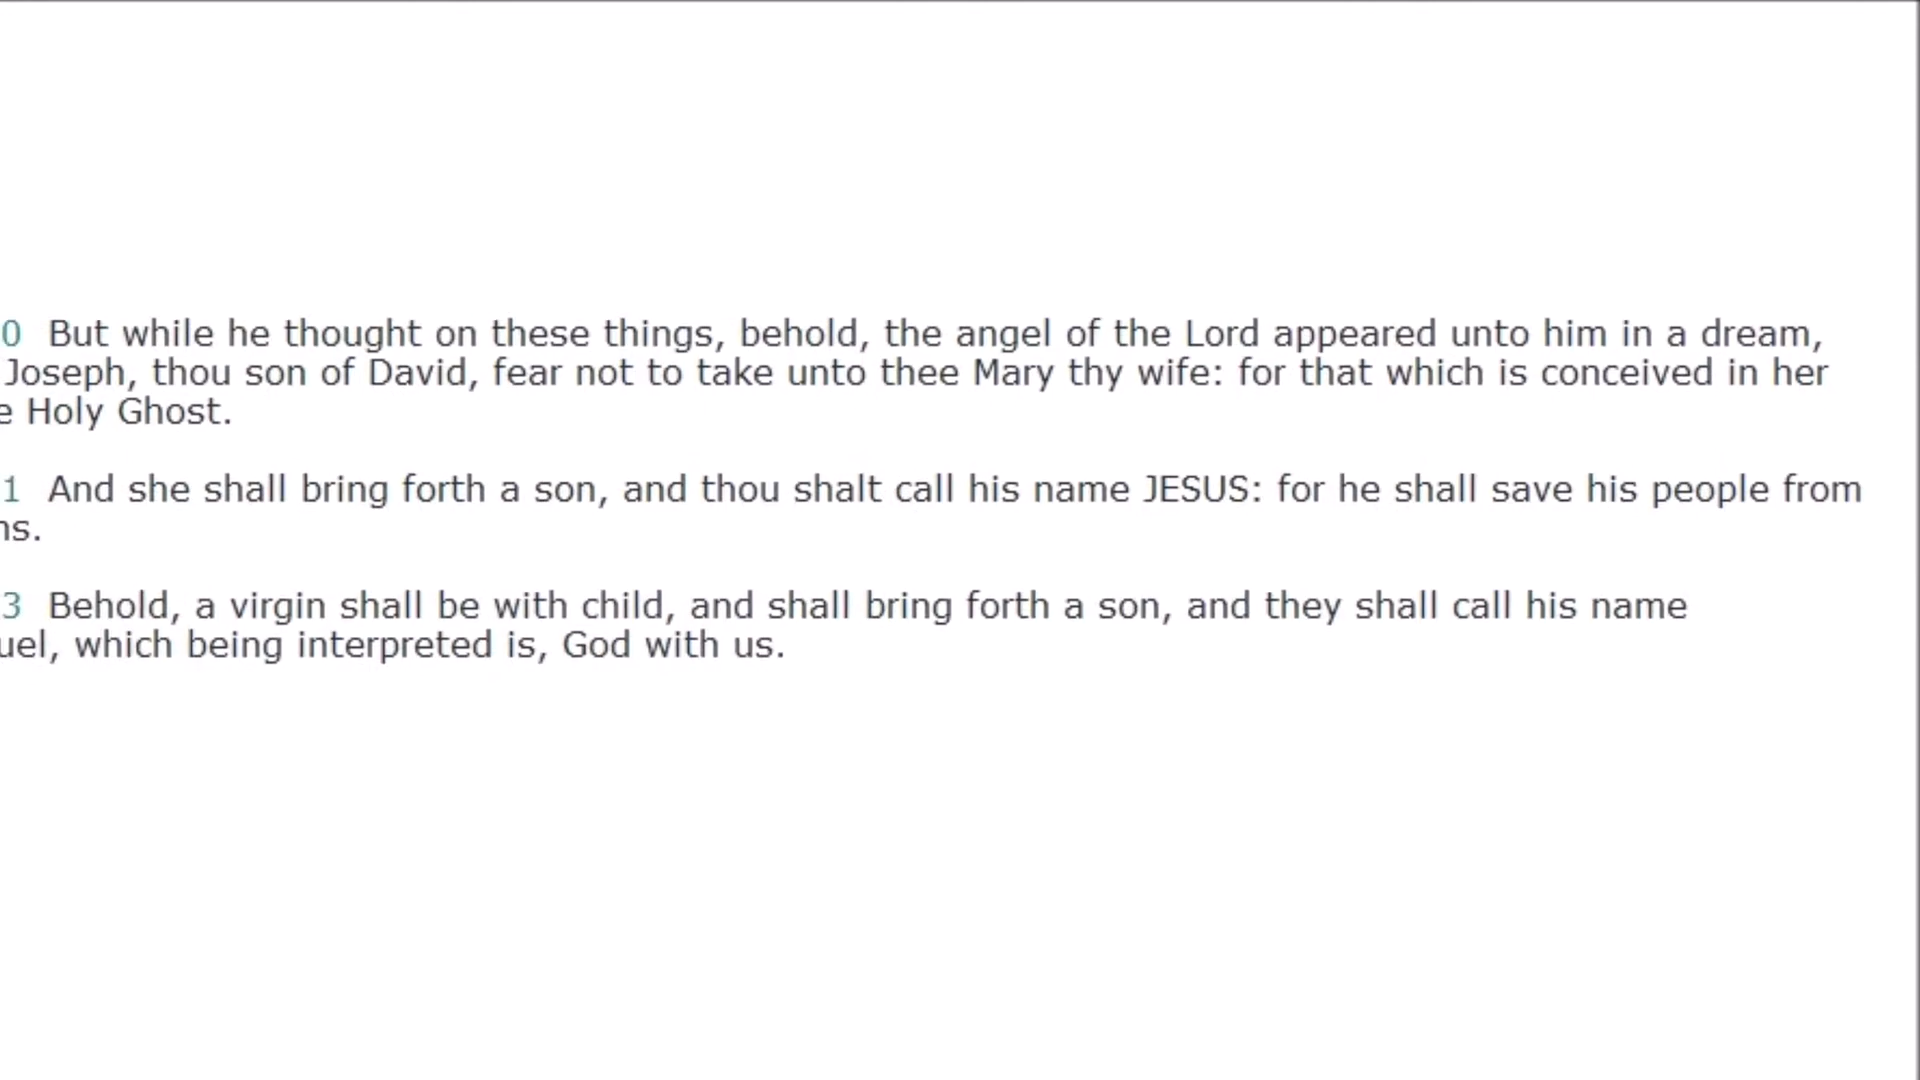 0 But while he thought on these things, behold, the angel of the Lord appeared unto him in a dream,
Joseph, thou son of David, fear not to take unto thee Mary thy wife: for that which is conceived in her
e Holy Ghost.
1 And she shall bring forth a son, and thou shalt call his name JESUS: for he shall save his people from
ns.
3 Behold, a virgin shall be with child, and shall bring forth a son, and they shall call his name
uel, which being interpreted is, God with us.